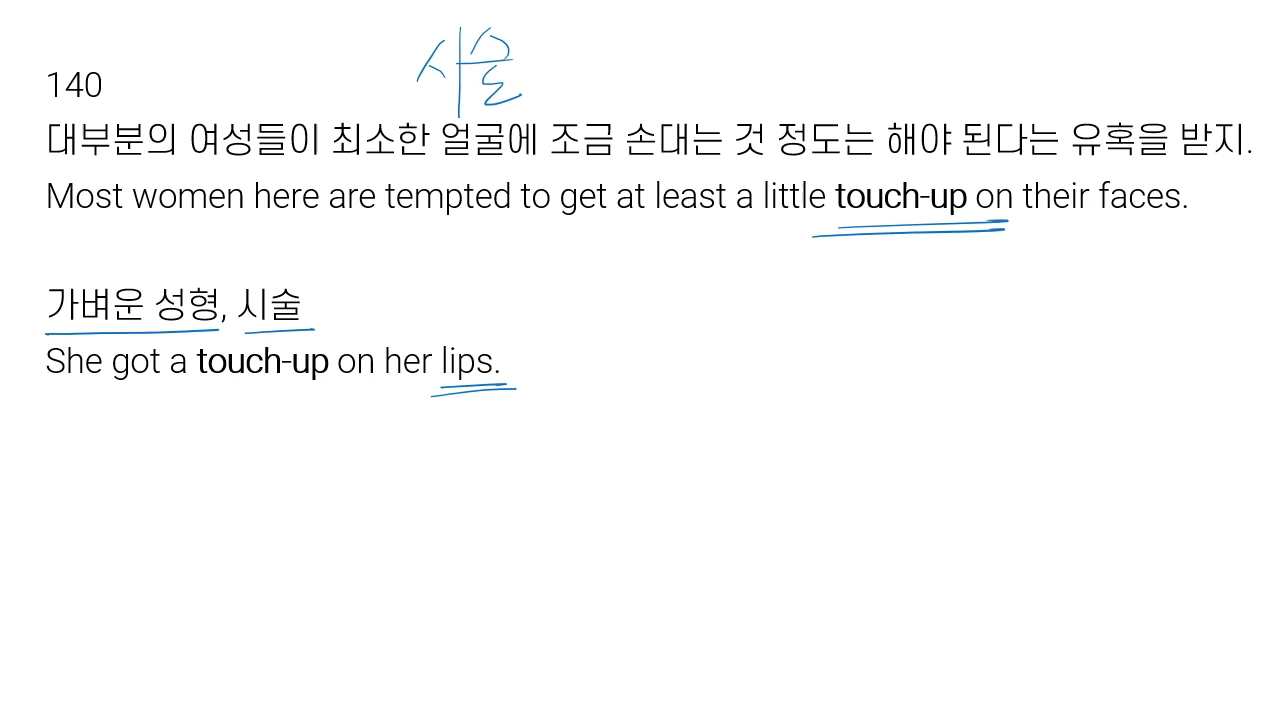 시술
140
대부분의 여성들이 최소한 얼굴에 조금 손대는 것 정도는 해야 된다는 유혹을 받지.
Most women here are tempted to get at least a little touch-up on their faces.
가벼운 성형, 시술
She got a touch-up on her lips.